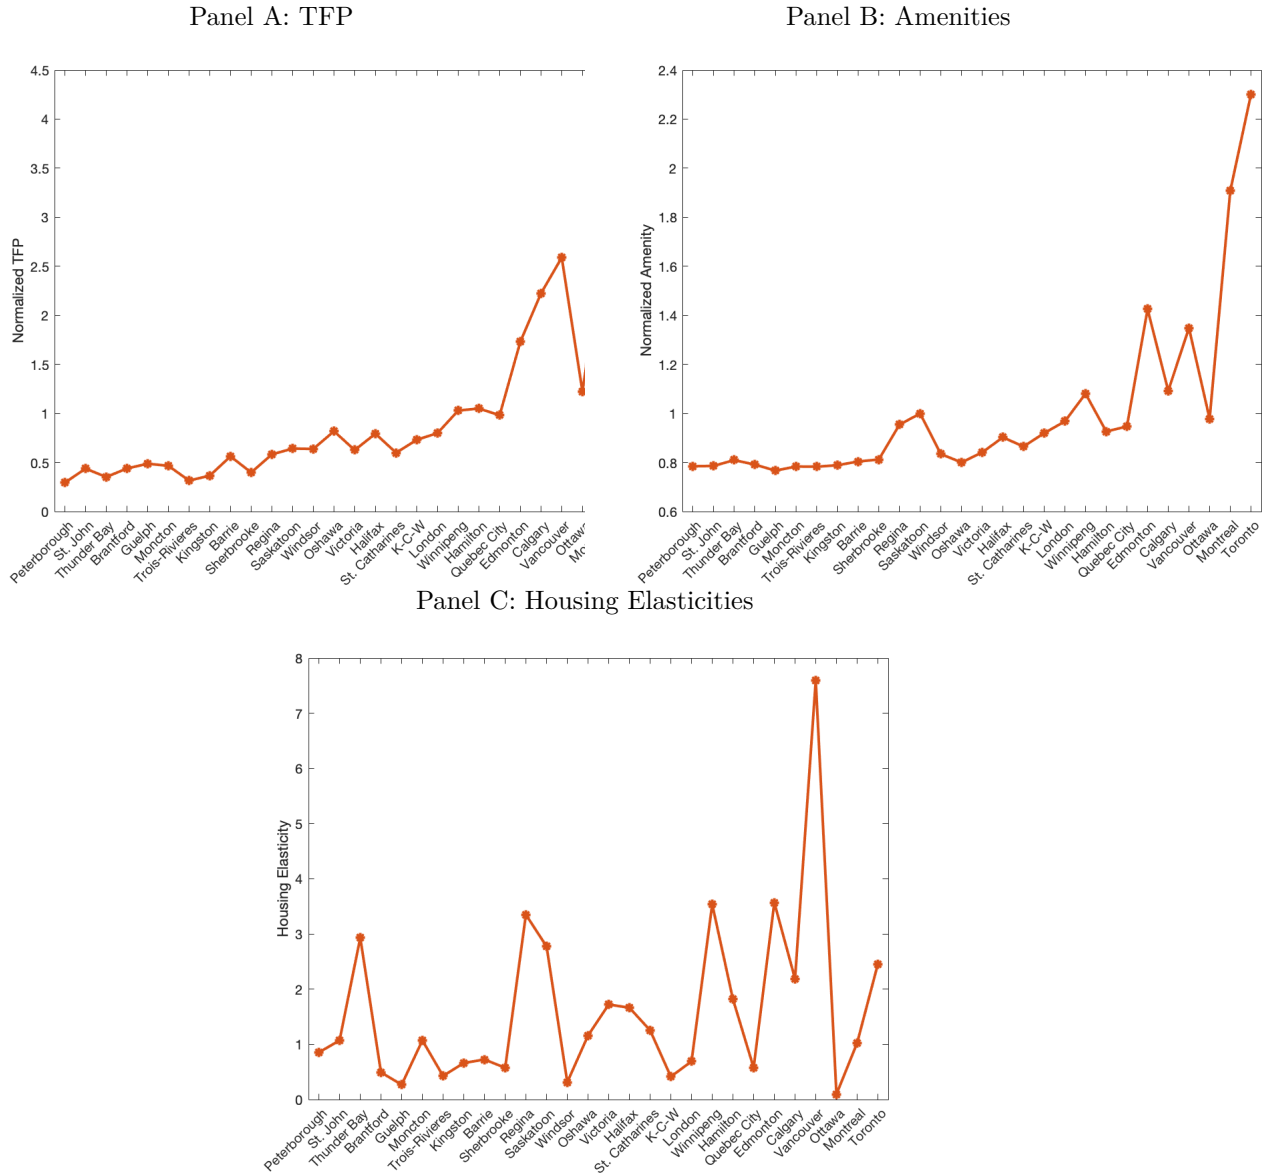 Panel A: TFP
Panel B: Amenities
4.5
4
3.5
3
2.5
2
1.5
1
0.5
0
Normalized TFP
Peterborough
St. John
Thunder Bay
Brantford
Guelph
Moncton
Trois-Rivieres
Kingston
Barrie
Sherbrooke
Regina
Saskatoon
Windsor
Oshawa
Victoria
Halifax
St. Catharines
K-C-W
London
Winnipeng
Hamilton
Quebec City
Edmonton
Calgary
Vancouver
2.4
2.2
2
1.8
1.6
1.4
1.2
1
0.8
0.6
Normalized Amenity
Peterborough
St. John
Thunder Bay
Brantford
Guelph
Moncton
Trois-Rivieres
Kingston
Barrie
Sherbrooke
Regina
Saskatoon
Windsor
Oshawa
Victoria
Halifax
St. Catharines
K-C-W
London
Winnipeng
Hamilton
Quebec City
Edmonton
Calgary
Vancouver
Ottawa
Montreal
Toronto
Panel C: Housing Elasticities
8
7
6
5
4
3
2
1
0
Housing Elasticity
Peterborough
St. John
Thunder Bay
Brantford
Guelph
Moncton
Trois-Rivieres
Kingston
Barrie
Sherbrooke
Regina
Saskatoon
Windsor
Oshawa
Victoria
Halifax
St. Catharines
K-C-W
London
Winnipeng
Hamilton
Quebec City
Edmonton
Calgary
Vancouver
Ottawa
Montreal
Toronto